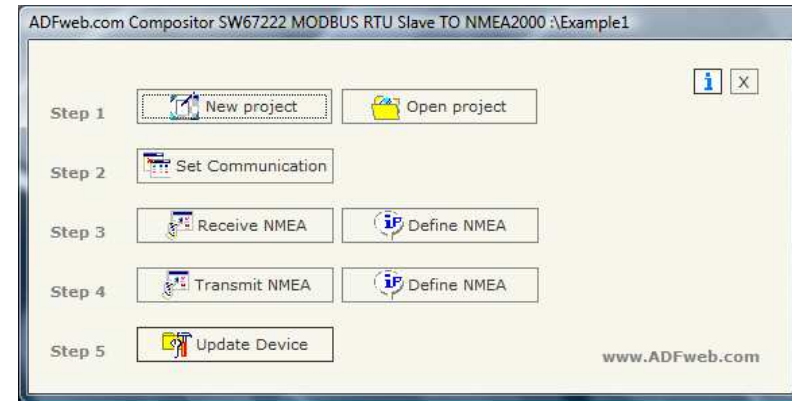 ADFweb.com Compositor SW67222 MODBUS RTU Slave TO NMEA2000 :\Example1
i X
Step 1 New project Open project
Step 2 Set Communication
Step 3 Receive NMEA Define NMEA
Step 4 Transmit NMEA Define NMEA
Step 5 Update Device
www.ADFweb.com